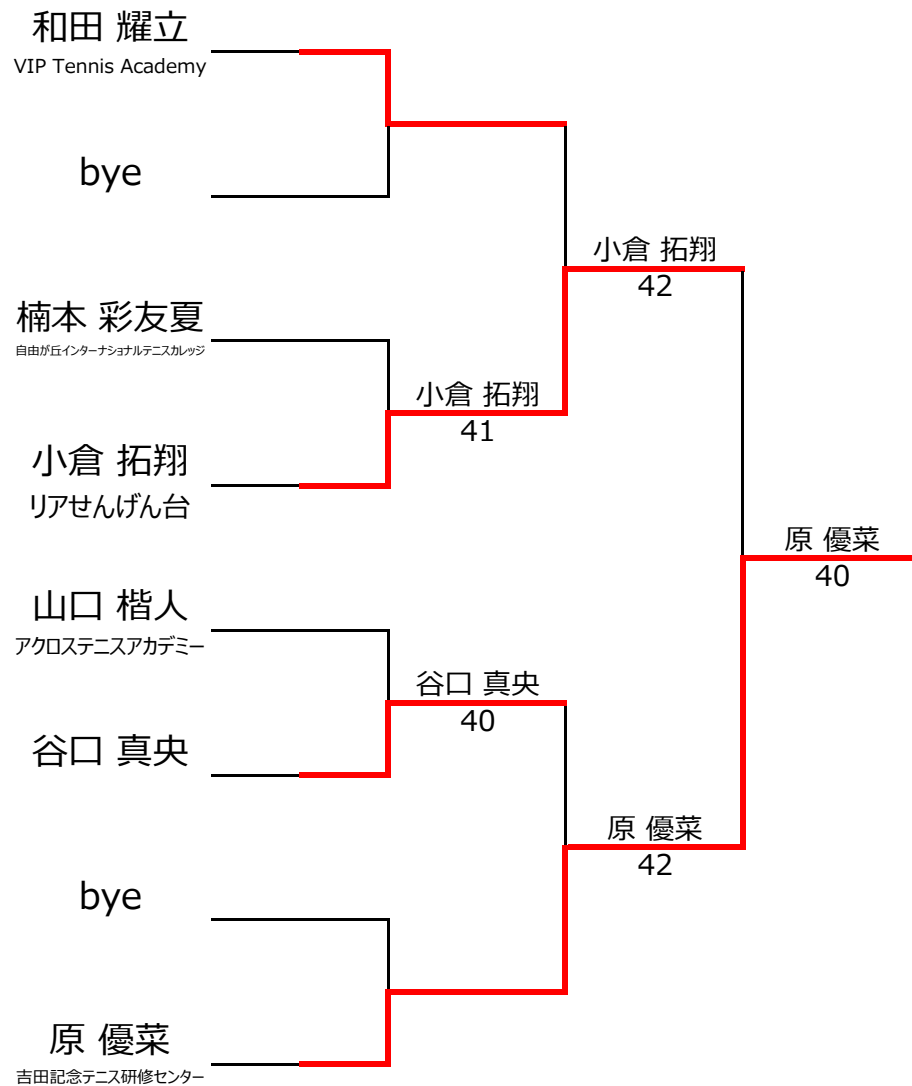 和田 耀立
VIP Tennis Academy
bye
小倉 拓翔
42
楠本 彩友夏
自由が丘インターナショナルテニスカレッジ
小倉 拓翔
41
小倉 拓翔
リアせんげん台
原 優菜
40
山口 楷人
アクロステニスアカデミー
谷口 真央
40
谷口 真央
原 優菜
42
bye
原 優菜
吉田記念テニス研修センター